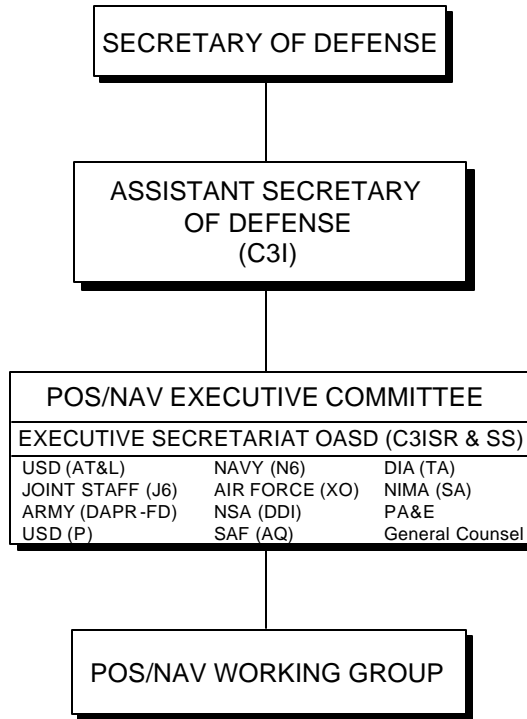 SECRETARY OF DEFENSE
ASSISTANT SECRETARY
OF DEFENSE
(C3I)
POS/NAV EXECUTIVE COMMITTEE
EXECUTIVE SECRETARIAT OASD (C3ISR & SS)
USD (AT&L) NAVY (N6) DIA (TA)
JOINT STAFF (J6) AIR FORCE (XO) NIMA (SA)
ARMY (DAPR-FD) NSA (DDI) PA&E
USD (P) SAF (AQ) General Counsel
POS/NAV WORKING GROUP